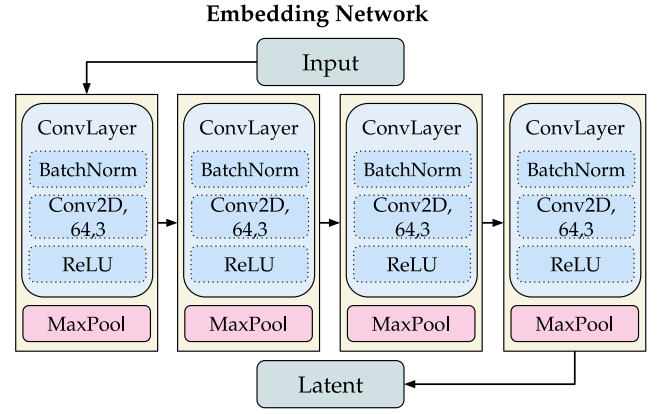 Embedding Network
Input
ConvLayer
BatchNorm
Conv2D,
64,3
ReLU
MaxPool
ConvLayer
BatchNorm
Conv2D,
64,3
ReLU
MaxPool
ConvLayer
BatchNorm
Conv2D,
64,3
ReLU
MaxPool
ConvLayer
BatchNorm
Conv2D,
64,3
ReLU
MaxPool
Latent